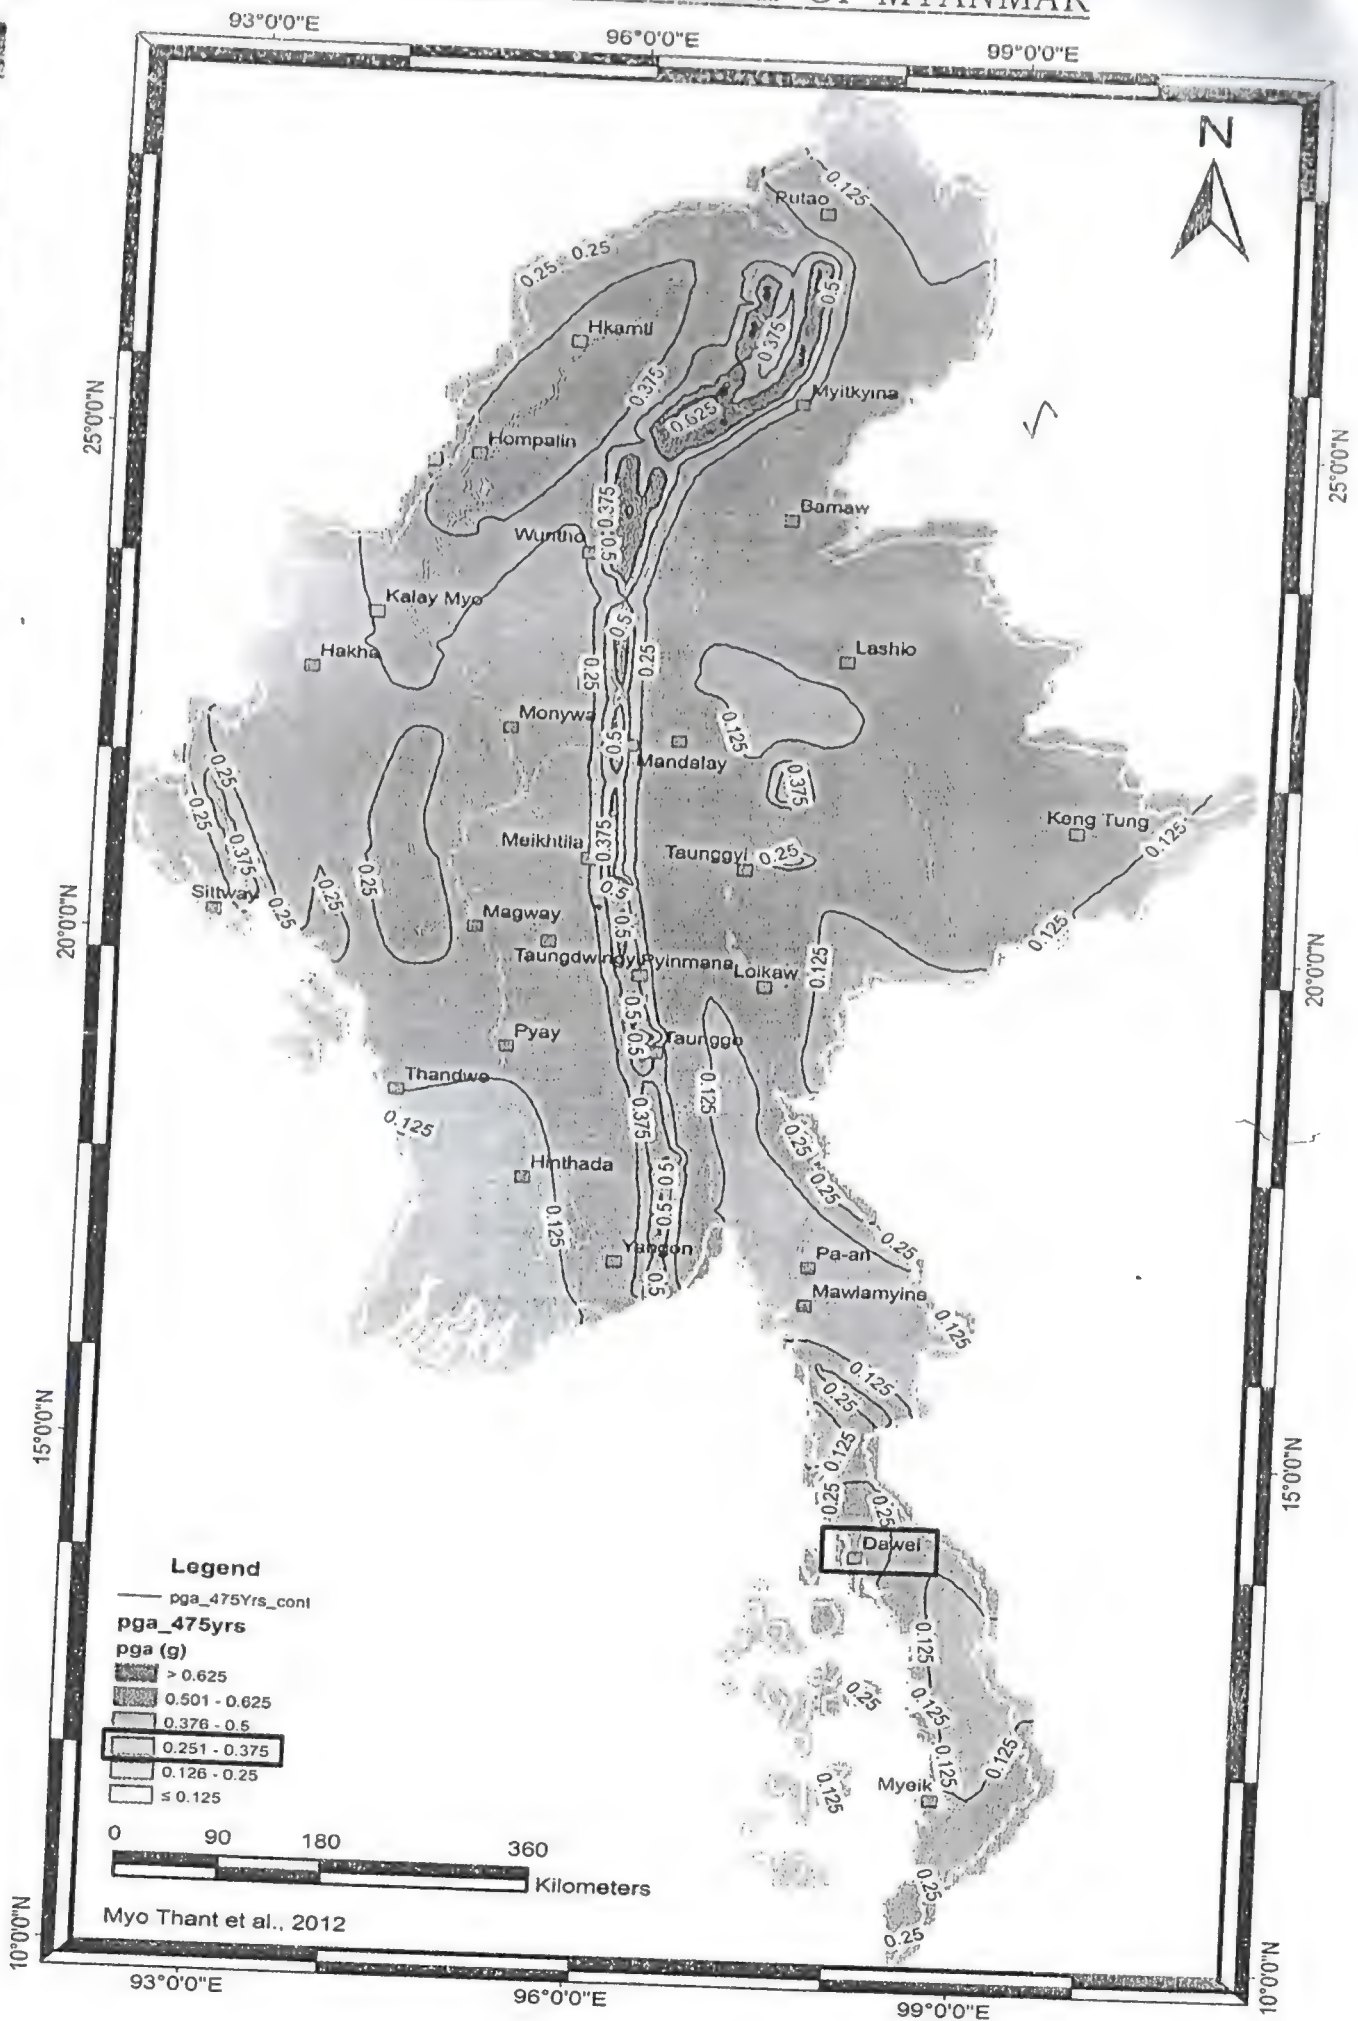 OF MYANMAR
93°0'0"E 96°0'0"E 99°0'0"E
N
0.125
Putao
0.25 0.25
0.5
Hkamti
0.375
0.375
Myitkyina
0.625
25°0'0"N
Hompalin
25°0'0"N
0.375
Bamaw
Wuntho
0.5
Kalay Myo
0.5
Hakha
Lashio
0.25
0.25
Monywa
0.5
0.125
Mandalay
0.25
0.375
0.25
0.375
0.375
Keng Tung
Meikhtila
Taunggyi
0.25
0.125
0.25
0.25
0.5
Sittway
0.25
Magway
0.5
0.125
20°0'0"N
Taungdwingy Pyinmana
Loikaw
0.125
20°0'0"N
0.5
Pyay
0.5
Taunggo
Thandwe
0.125
0.125
0.375
0.25
Hinthada
0.5
0.25
0.125
0.5
0.25
Yangon
Pa-an
0.5
Mawlamyine
0.125
0.125
0.25
15°0'0"N
0.125
15°0'0"N
0.25
0.25
Dawei
Legend
pga_475Yrs_cont
pga_475yrs
pga (g)
> 0.625
0.501 - 0.625
0.376 - 0.5
0.251 - 0.375
0.126 - 0.25
≤ 0.125
0.125
0.25
0.125
0.125
0.125
0.125
Myeik
0.25
0.25
0 90 180 360
Kilometers
Myo Thant et al., 2012
10°0'0"N
10°0'0"N
93°0'0"E 96°0'0"E 99°0'0"E